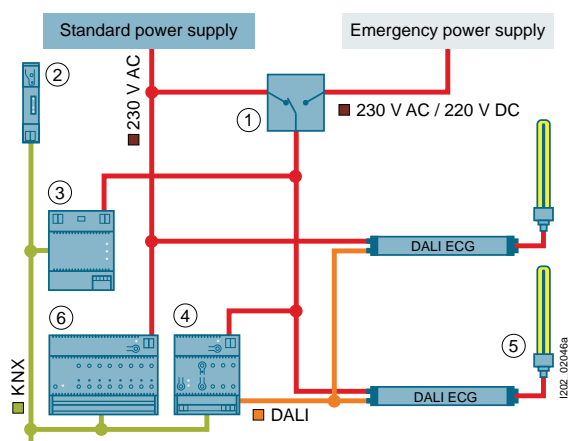 Standard power supply
Emergency power supply
2
230 V AC
1
230 V AC / 220 V DC
3
DALI ECG
6
4
5
KNX
DALI
DALI ECG
I202_02046a